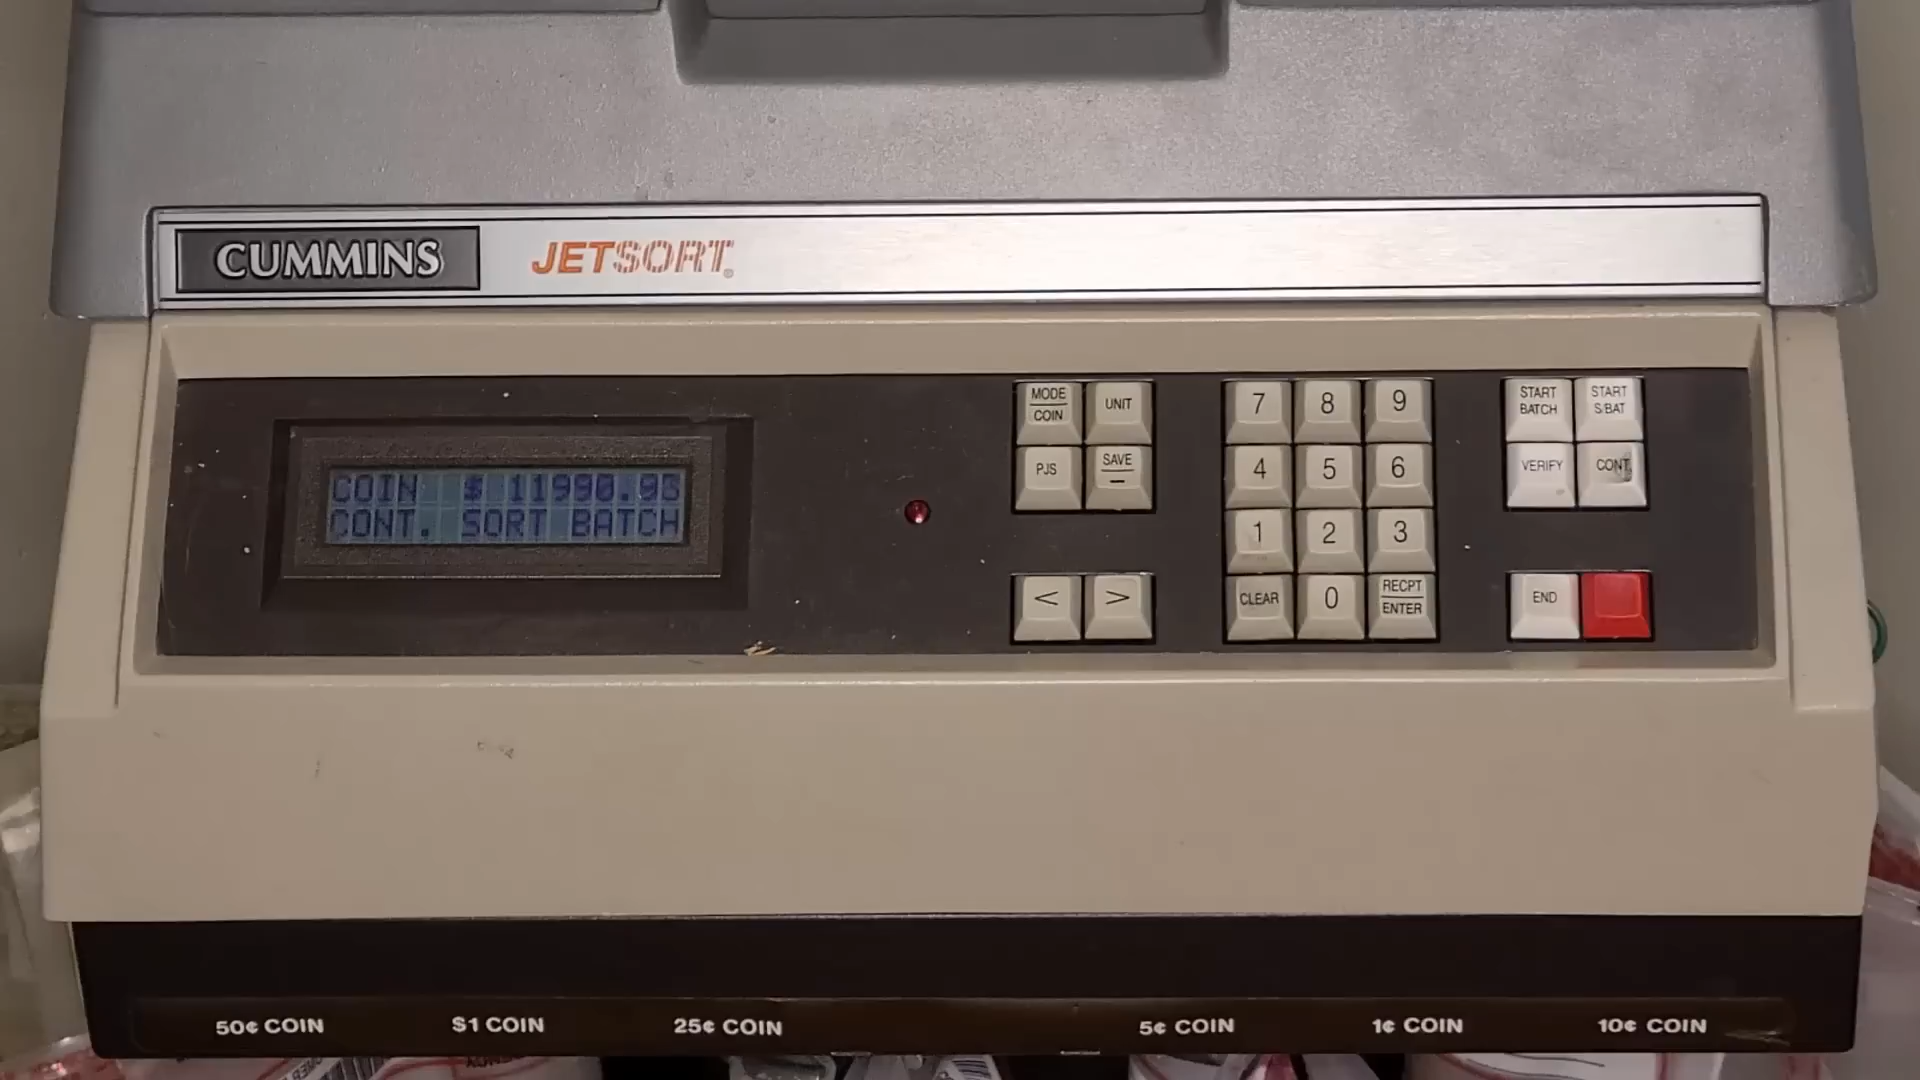 CUMMINS JETSORT®
COIN $ 11990.96
CONT. SORT BATCH
MODE
COIN
UNIT
PJS
SAVE
–
<
>
7 8 9
4 5 6
1 2 3
CLEAR 0 RECPT
ENTER
START
BATCH
START
S/BAT
VERIFY
CONT.
END
50¢ COIN $1 COIN 25¢ COIN 5¢ COIN 1¢ COIN 10¢ COIN